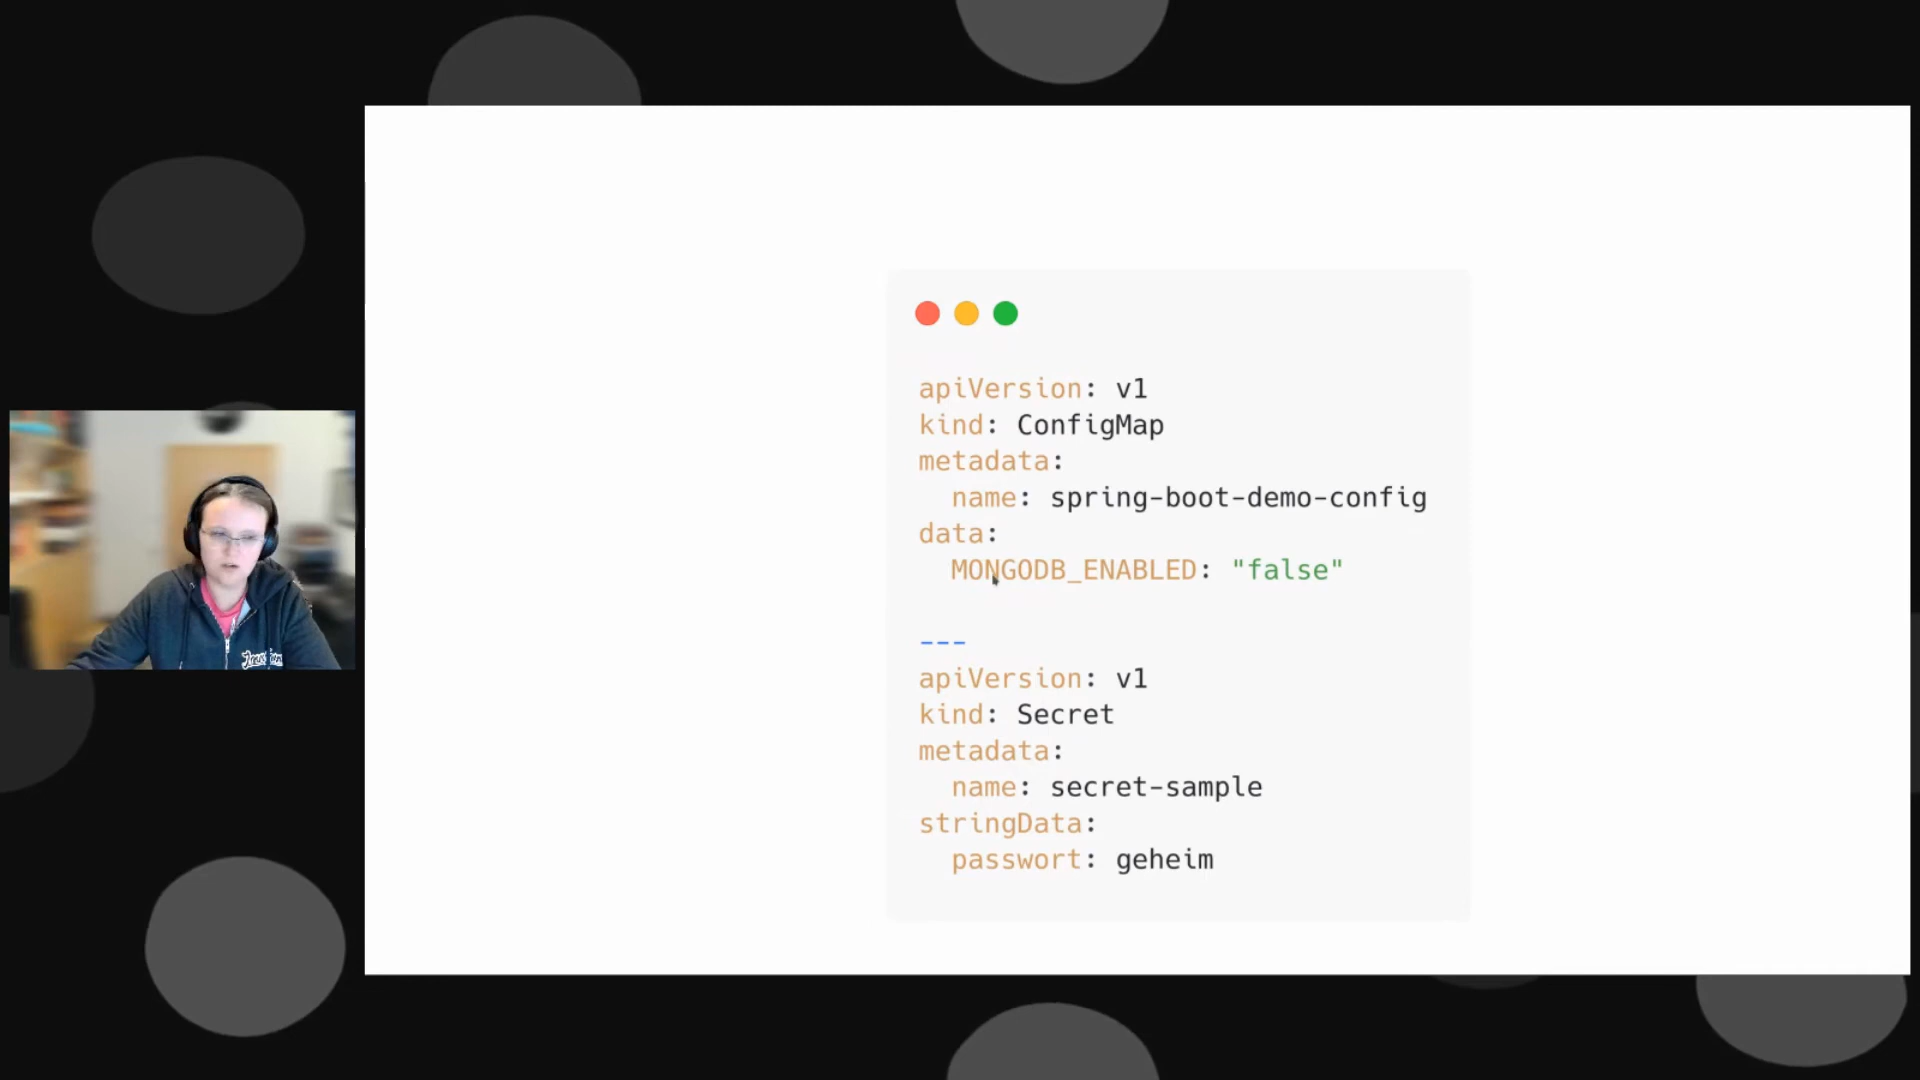 apiVersion: v1
kind: ConfigMap
metadata:
  name: spring-boot-demo-config
data:
  MONGODB_ENABLED: "false"
---
apiVersion: v1
kind: Secret
metadata:
  name: secret-sample
stringData:
  passwort: geheim